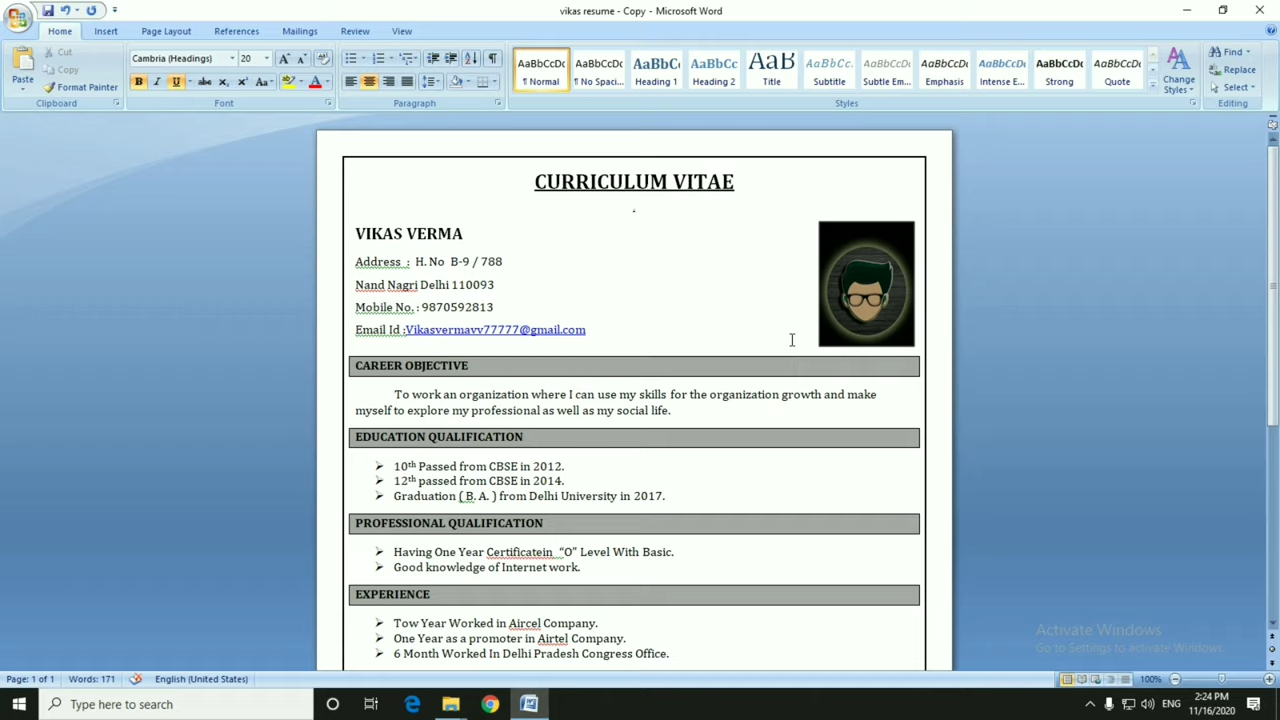 vikas resume - Copy - Microsoft Word
Home Insert Page Layout References Mailings Review View
Paste
Cut
Copy
Format Painter
Clipboard
Cambria (Headings) 20
B I U abc x₂ x² Aa A
Font
Paragraph
AaBbCcDc AaBbCcDc AaBbC AaBbCc AaB AaBbCc. AaBbCcDc AaBbCcDc AaBbCcDc AaBbCcDc AaBbCcDc
¶ Normal ¶ No Spaci... Heading 1 Heading 2 Title Subtitle Subtle Em... Emphasis Intense E... Strong Quote
Styles
Change Styles
Find
Replace
Select
Editing
CURRICULUM VITAE
.
VIKAS VERMA
Address : H. No B-9 / 788
Nand Nagri Delhi 110093
Mobile No. : 9870592813
Email Id :Vikasvermavv77777@gmail.com
CAREER OBJECTIVE
To work an organization where I can use my skills for the organization growth and make
myself to explore my professional as well as my social life.
EDUCATION QUALIFICATION
➢ 10th Passed from CBSE in 2012.
➢ 12th passed from CBSE in 2014.
➢ Graduation ( B. A. ) from Delhi University in 2017.
PROFESSIONAL QUALIFICATION
➢ Having One Year Certificatein “O” Level With Basic.
➢ Good knowledge of Internet work.
EXPERIENCE
➢ Tow Year Worked in Aircel Company.
➢ One Year as a promoter in Airtel Company.
➢ 6 Month Worked In Delhi Pradesh Congress Office.
Activate Windows
Go to Settings to activate Windows.
Page: 1 of 1 Words: 171 English (United States) 100%
Type here to search
ENG
2:24 PM
11/16/2020